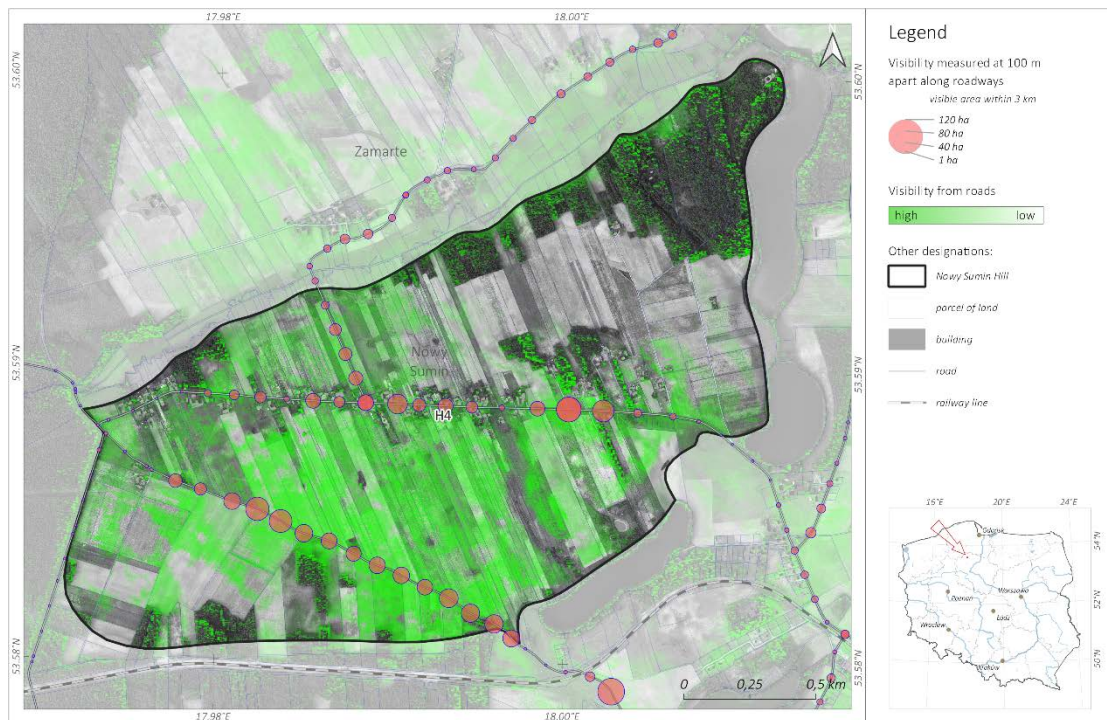 17.98°E
18.00°E
53.60°N
53.60°N
Zamarte
53.59°N
53.59°N
Nowy
Sumin
H4
53.58°N
53.58°N
0 0,25 0,5 km
17.98°E
18.00°E
Legend
Visibility measured at 100 m
apart along roadways
visible area within 3 km
120 ha
80 ha
40 ha
1 ha
Visibility from roads
high low
Other designations:
Nowy Sumin Hill
parcel of land
building
road
railway line
16°E 20°E 24°E
54°N
52°N
50°N
Gdańsk
Poznań
Warszawa
Łódź
Wrocław
Kraków